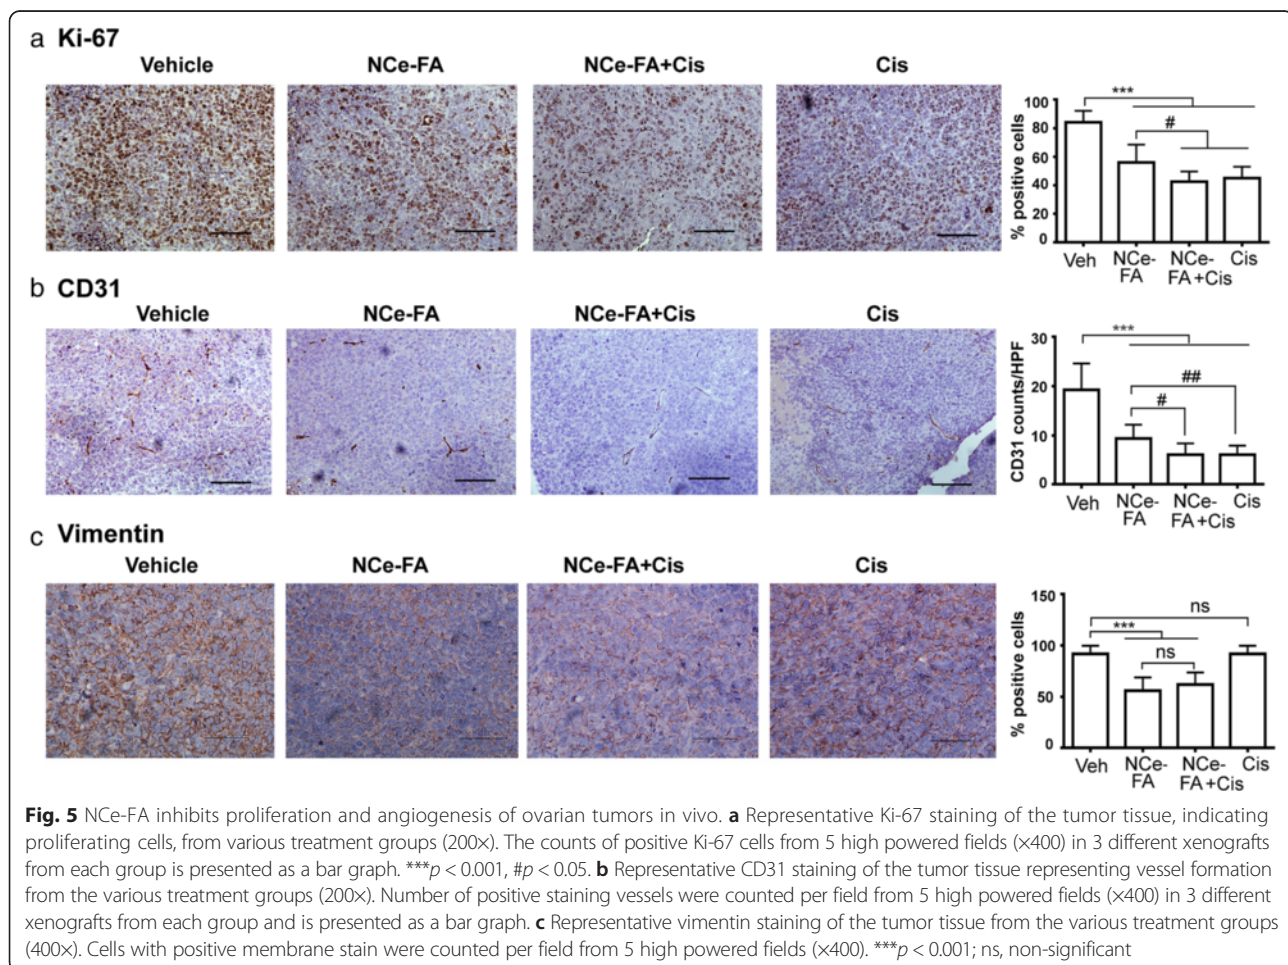 a Ki-67
Vehicle NCe-FA NCe-FA+Cis Cis
% positive cells
100
80
60
40
20
0
***
#
Veh NCe-FA NCe-FA+Cis Cis
b CD31
Vehicle NCe-FA NCe-FA+Cis Cis
CD31 counts/HPF
30
20
10
0
***
##
#
Veh NCe-FA NCe-FA+Cis Cis
c Vimentin
Vehicle NCe-FA NCe-FA+Cis Cis
% positive cells
150
100
50
0
ns
***
ns
Veh NCe-FA NCe-FA+Cis Cis
Fig. 5 NCe-FA inhibits proliferation and angiogenesis of ovarian tumors in vivo. a Representative Ki-67 staining of the tumor tissue, indicating
proliferating cells, from various treatment groups (200×). The counts of positive Ki-67 cells from 5 high powered fields (×400) in 3 different xenografts
from each group is presented as a bar graph. ***p < 0.001, #p < 0.05. b Representative CD31 staining of the tumor tissue representing vessel formation
from the various treatment groups (200×). Number of positive staining vessels were counted per field from 5 high powered fields (×400) in 3 different
xenografts from each group and is presented as a bar graph. c Representative vimentin staining of the tumor tissue from the various treatment groups
(400×). Cells with positive membrane stain were counted per field from 5 high powered fields (×400). ***p < 0.001; ns, non-significant